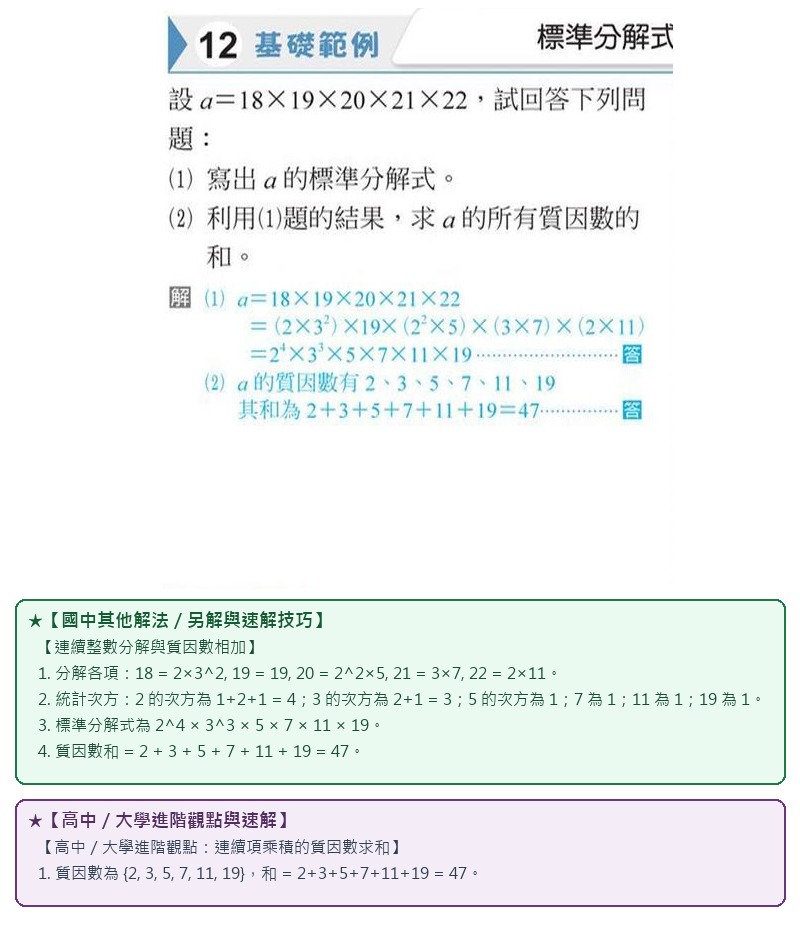 12 基礎範例 標準分解式
設 a=18×19×20×21×22,試回答下列問
題:
⑴ 寫出 a 的標準分解式。
⑵ 利用⑴題的結果,求 a 的所有質因數的
和。
解 ⑴ a=18×19×20×21×22
=(2×3²)×19×(2²×5)×(3×7)×(2×11)
=2⁴×3³×5×7×11×19 ………………………… 答
⑵ a 的質因數有 2、3、5、7、11、19
其和為 2+3+5+7+11+19=47…………… 答
★【國中其他解法 / 另解與速解技巧】
【連續整數分解與質因數相加】
1. 分解各項:18 = 2×3^2, 19 = 19, 20 = 2^2×5, 21 = 3×7, 22 = 2×11。
2. 統計次方:2 的次方為 1+2+1 = 4;3 的次方為 2+1 = 3;5 的次方為 1;7 為 1;11 為 1;19 為 1。
3. 標準分解式為 2^4 × 3^3 × 5 × 7 × 11 × 19。
4. 質因數和 = 2 + 3 + 5 + 7 + 11 + 19 = 47。
★【高中 / 大學進階觀點與速解】
【高中 / 大學進階觀點:連續項乘積的質因數求和】
1. 質因數為 {2, 3, 5, 7, 11, 19},和 = 2+3+5+7+11+19 = 47。